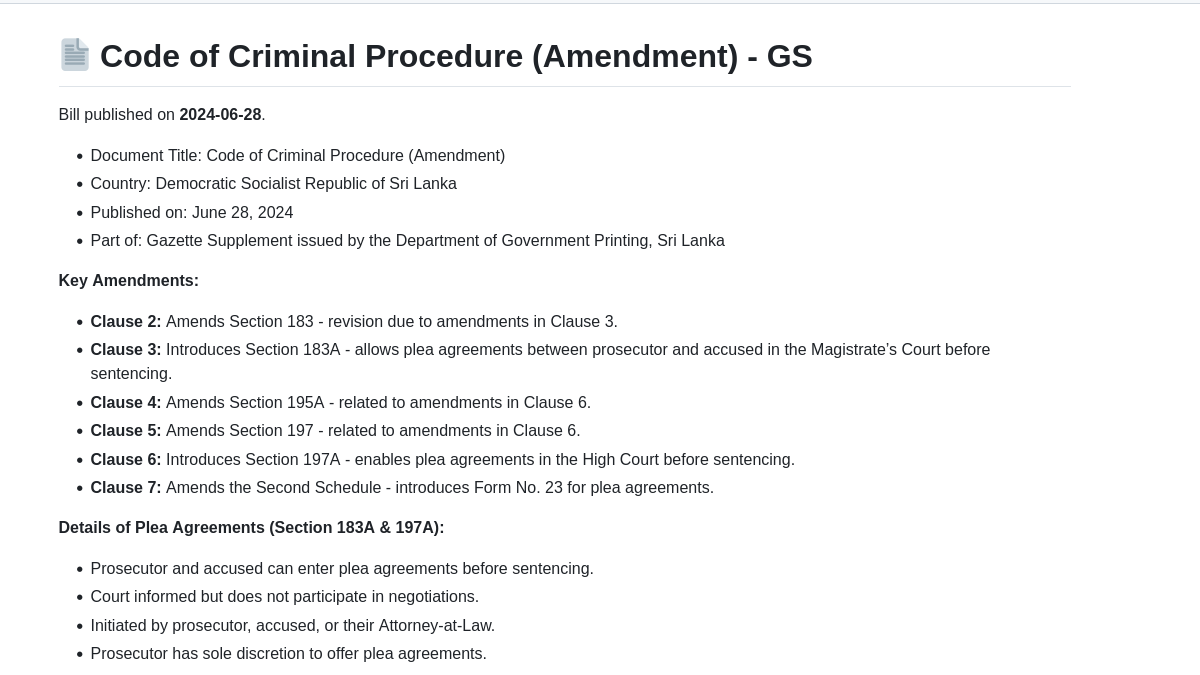 Code of Criminal Procedure (Amendment) - GS
Bill published on 2024-06-28.
• Document Title: Code of Criminal Procedure (Amendment)
• Country: Democratic Socialist Republic of Sri Lanka
• Published on: June 28, 2024
• Part of: Gazette Supplement issued by the Department of Government Printing, Sri Lanka
Key Amendments:
• Clause 2: Amends Section 183 - revision due to amendments in Clause 3.
• Clause 3: Introduces Section 183A - allows plea agreements between prosecutor and accused in the Magistrate’s Court before
sentencing.
• Clause 4: Amends Section 195A - related to amendments in Clause 6.
• Clause 5: Amends Section 197 - related to amendments in Clause 6.
• Clause 6: Introduces Section 197A - enables plea agreements in the High Court before sentencing.
• Clause 7: Amends the Second Schedule - introduces Form No. 23 for plea agreements.
Details of Plea Agreements (Section 183A & 197A):
• Prosecutor and accused can enter plea agreements before sentencing.
• Court informed but does not participate in negotiations.
• Initiated by prosecutor, accused, or their Attorney-at-Law.
• Prosecutor has sole discretion to offer plea agreements.